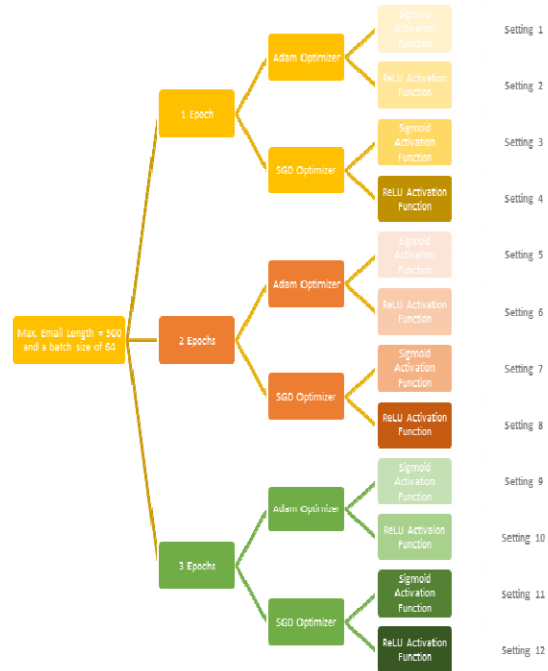 Sigmoid
Activation
Function
Setting 1
Adam Optimizer
ReLU Activation
Function
Setting 2
1 Epoch
Sigmoid
Activation
Function
Setting 3
SGD Optimizer
ReLU Activation
Function
Setting 4
Sigmoid
Activation
Function
Setting 5
Adam Optimizer
ReLU Activation
Function
Setting 6
Max. Email Length = 500
and a batch size of 64
2 Epochs
Sigmoid
Activation
Function
Setting 7
SGD Optimizer
ReLU Activation
Function
Setting 8
Sigmoid
Activation
Function
Setting 9
Adam Optimizer
ReLU Activation
Function
Setting 10
3 Epochs
Sigmoid
Activation
Function
Setting 11
SGD Optimizer
ReLU Activation
Function
Setting 12